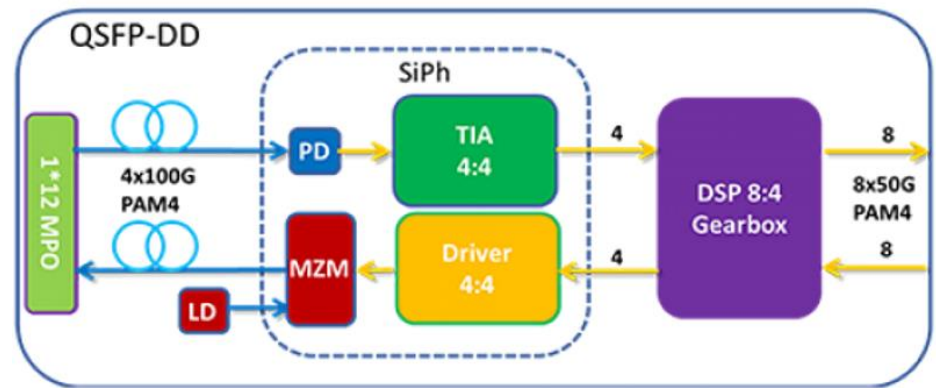 QSFP-DD
SiPh
1*12 MPO
4x100G
PAM4
PD
TIA
4:4
4
DSP 8:4
Gearbox
8
8x50G
PAM4
8
MZM
Driver
4:4
4
LD